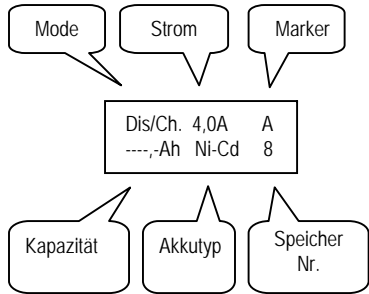 Mode
Strom
Marker
Dis/Ch. 4,0A A
----,-Ah Ni-Cd 8
Kapazität
Akkutyp
Speicher
Nr.